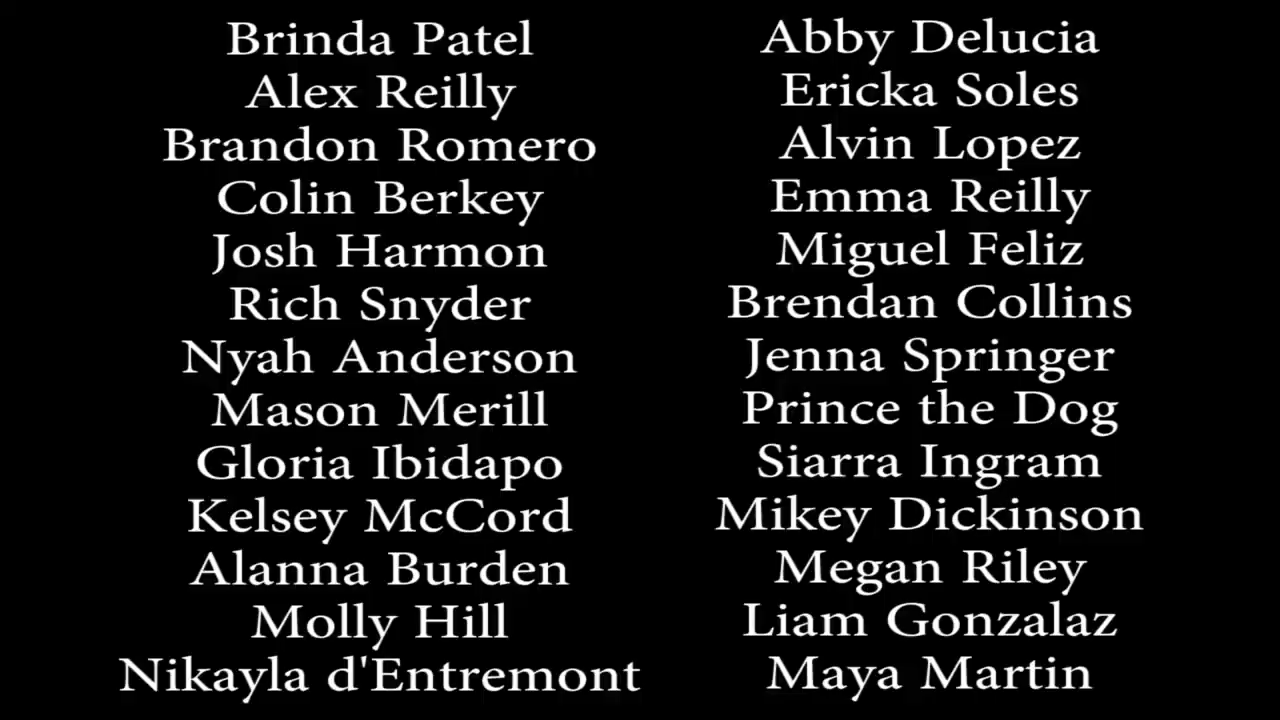 Brinda Patel
Alex Reilly
Brandon Romero
Colin Berkey
Josh Harmon
Rich Snyder
Nyah Anderson
Mason Merill
Gloria Ibidapo
Kelsey McCord
Alanna Burden
Molly Hill
Nikayla d'Entremont
Abby Delucia
Ericka Soles
Alvin Lopez
Emma Reilly
Miguel Feliz
Brendan Collins
Jenna Springer
Prince the Dog
Siarra Ingram
Mikey Dickinson
Megan Riley
Liam Gonzalaz
Maya Martin